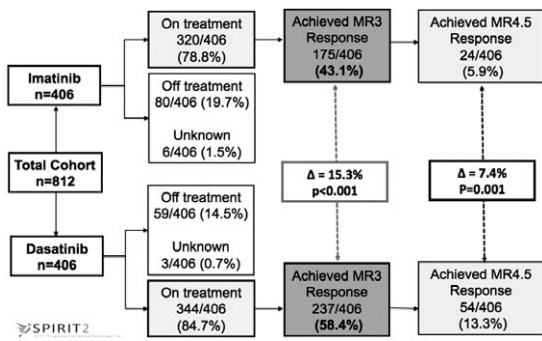 On treatment
320/406
(78.8%)
Achieved MR3
Response
175/406
(43.1%)
Achieved MR4.5
Response
24/406
(5.9%)
Imatinib
n=406
Off treatment
80/406 (19.7%)
Unknown
6/406 (1.5%)
Total Cohort
n=812
Δ = 15.3%
p<0.001
Δ = 7.4%
P=0.001
Off treatment
59/406 (14.5%)
Unknown
3/406 (0.7%)
Dasatinib
n=406
On treatment
344/406
(84.7%)
Achieved MR3
Response
237/406
(58.4%)
Achieved MR4.5
Response
54/406
(13.3%)
SPIRIT2